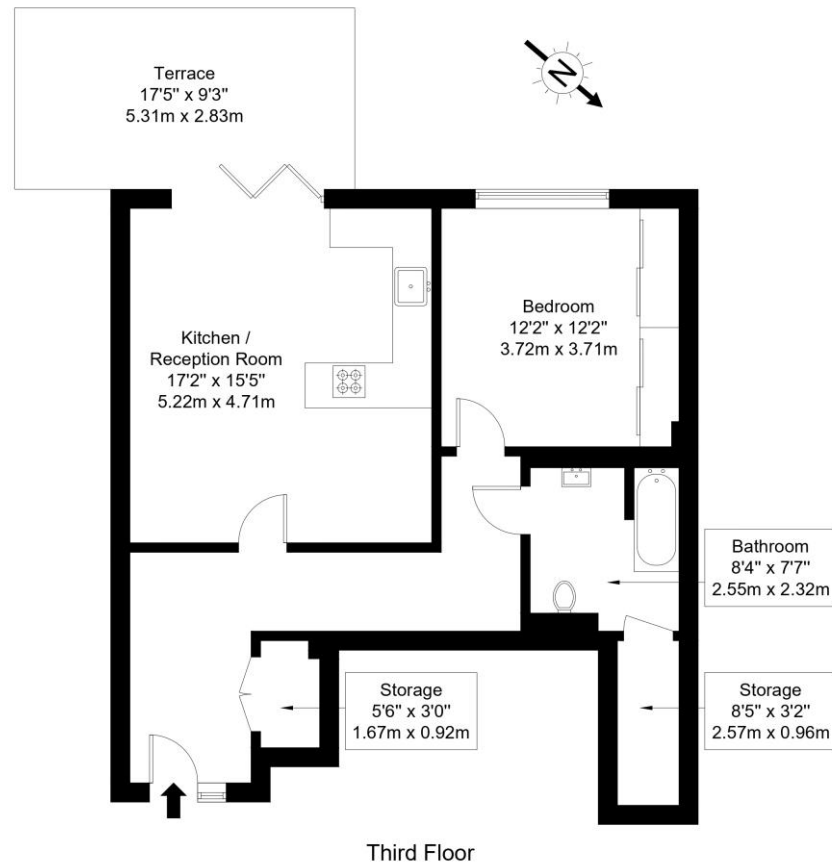 Terrace
17'5" x 9'3"
5.31m x 2.83m
N
Kitchen /
Reception Room
17'2" x 15'5"
5.22m x 4.71m
Bedroom
12'2" x 12'2"
3.72m x 3.71m
Bathroom
8'4" x 7'7"
2.55m x 2.32m
Storage
5'6" x 3'0"
1.67m x 0.92m
Storage
8'5" x 3'2"
2.57m x 0.96m
Third Floor